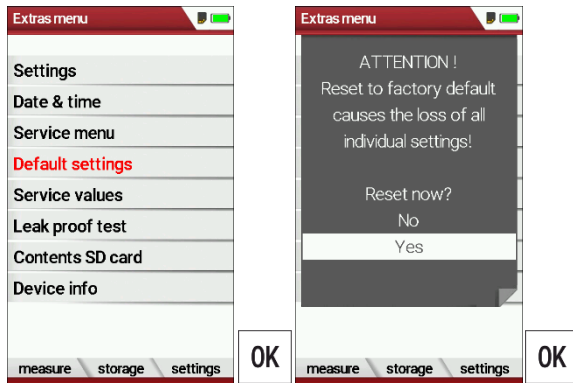 Extras menu
Settings
Date & time
Service menu
Default settings
Service values
Leak proof test
Contents SD card
Device info
measure storage settings
OK
Extras menu
ATTENTION !
Reset to factory default
causes the loss of all
individual settings!
Reset now?
No
Yes
measure storage settings
OK